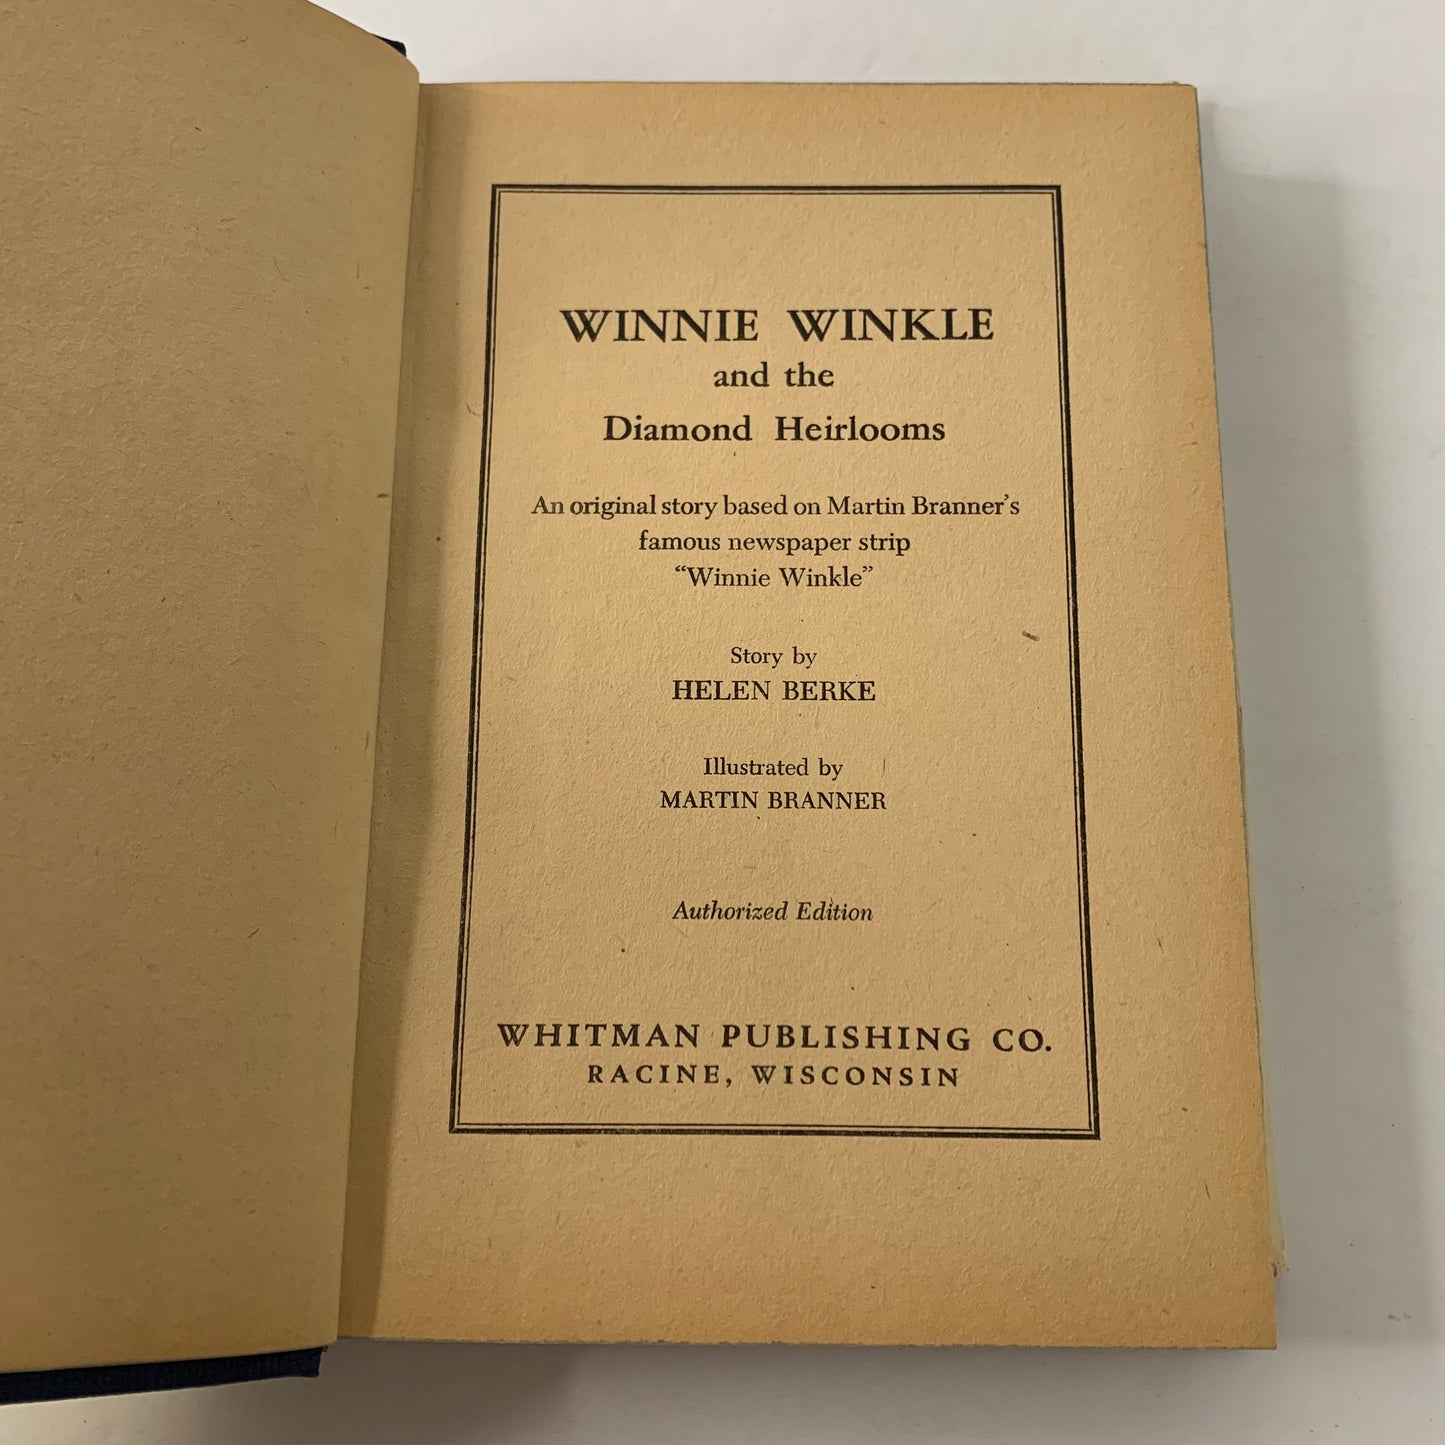 WINNIE WINKLE
and the
Diamond Heirlooms
An original story based on Martin Branner's
famous newspaper strip
“Winnie Winkle”
Story by
HELEN BERKE
Illustrated by
MARTIN BRANNER
Authorized Edition
WHITMAN PUBLISHING CO.
RACINE, WISCONSIN